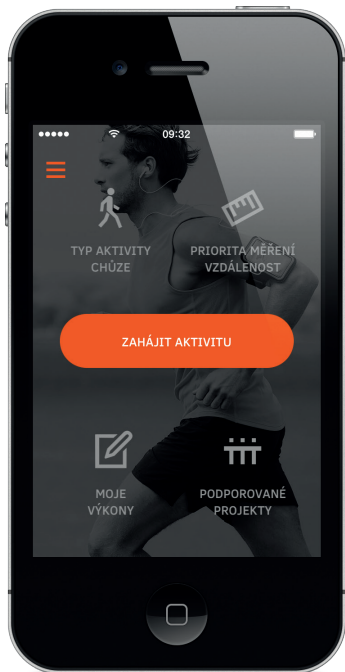 09:32
TYP AKTIVITY
CHŮZE
PRIORITA MĚŘENÍ
VZDÁLENOST
ZAHÁJIT AKTIVITU
MOJE
VÝKONY
PODPOROVANÉ
PROJEKTY